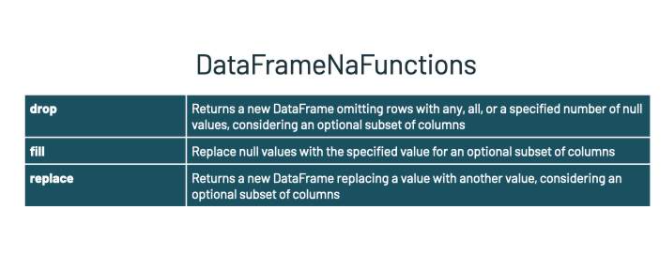 DataFrameNaFunctions
drop
Returns a new DataFrame omitting rows with any, all, or a specified number of null
values, considering an optional subset of columns
fill
Replace null values with the specified value for an optional subset of columns
replace
Returns a new DataFrame replacing a value with another value, considering an
optional subset of columns